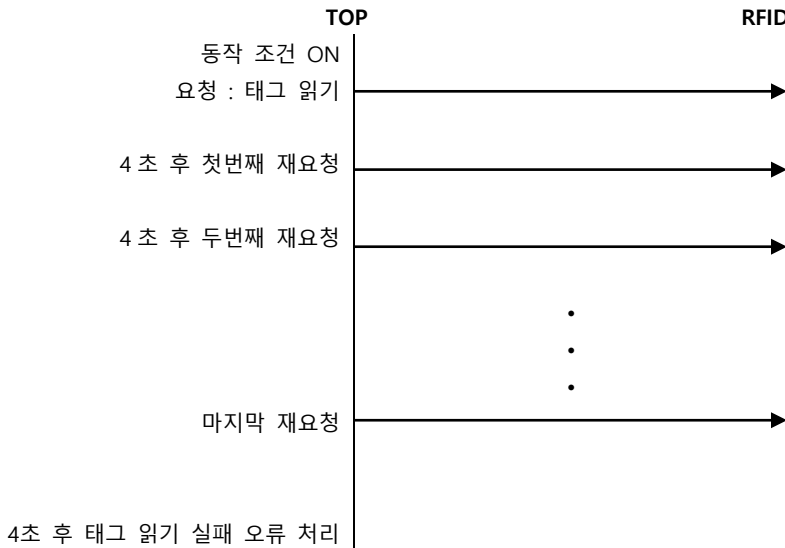 TOP
RFID
동작 조건 ON
요청 : 태그 읽기
4초 후 첫번째 재요청
4초 후 두번째 재요청
마지막 재요청
4초 후 태그 읽기 실패 오류 처리